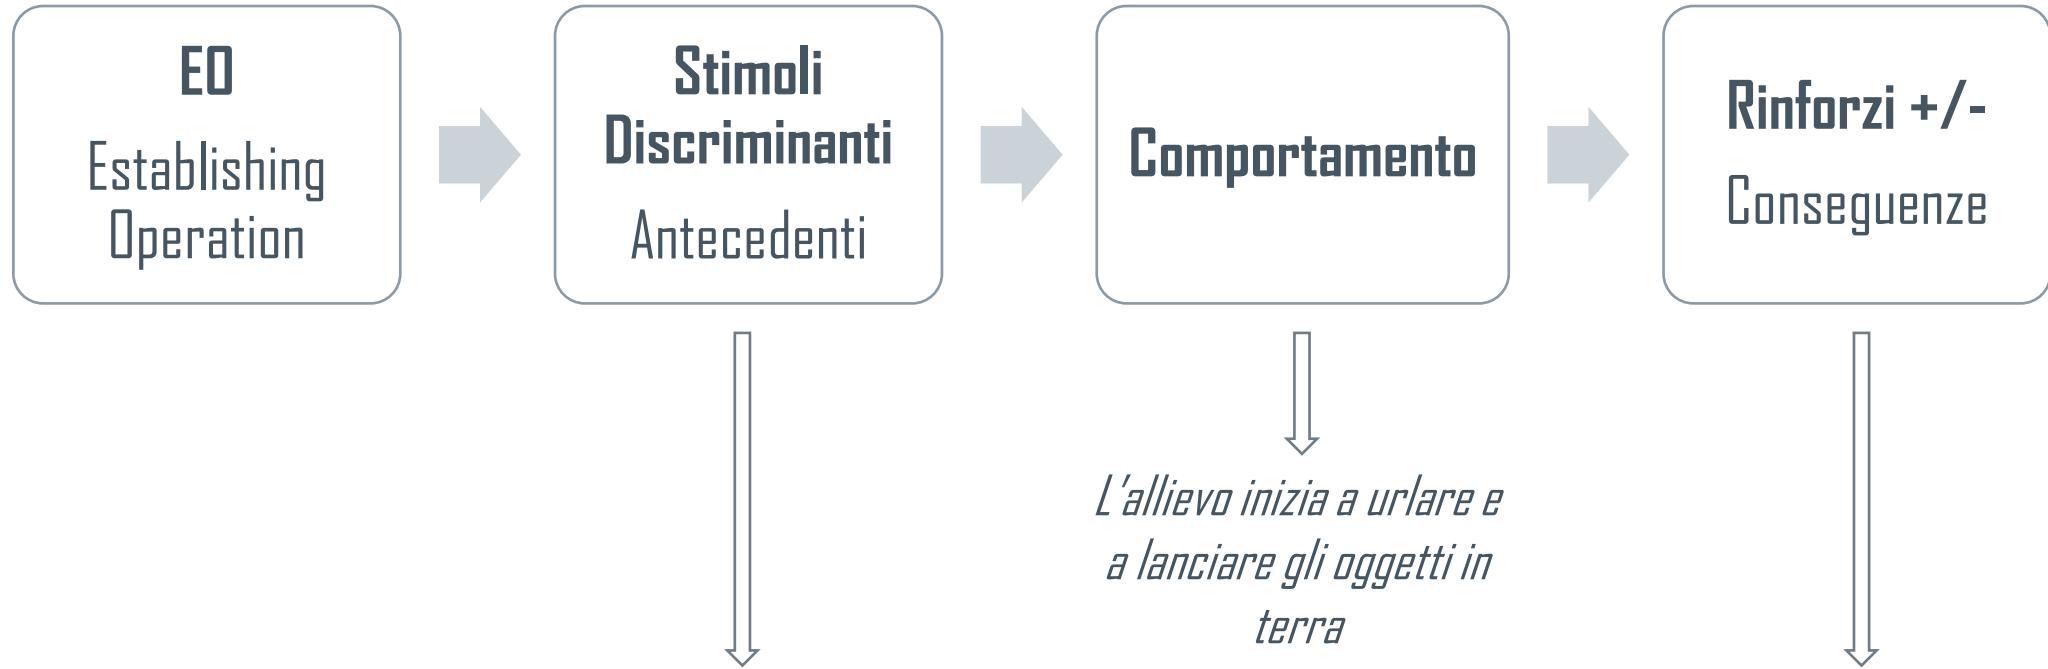 EO
Establishing
Operation
Stimoli
Discriminanti
Antecedenti
Comportamento
Rinforzi +/-
Conseguenze
L'allievo inizia a urlare e
a lanciare gli oggetti in
terra